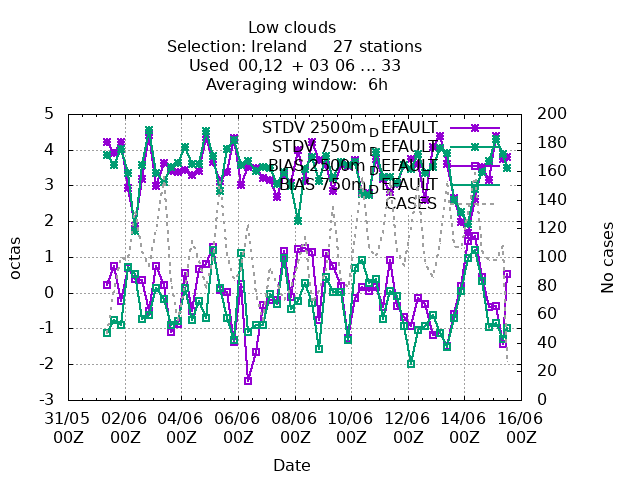 Low clouds
Selection: Ireland 27 stations
Used 00,12 + 03 06 ... 33
Averaging window: 6h
octas
No cases
5
4
3
2
1
0
-1
-2
-3
200
180
160
140
120
100
80
60
40
20
0
STDV 2500m_DEFAULT
STDV 750m_DEFAULT
BIAS 2500m_DEFAULT
BIAS 750m_DEFAULT
CASES
31/05 02/06 04/06 06/06 08/06 10/06 12/06 14/06 16/06
00Z 00Z 00Z 00Z 00Z 00Z 00Z 00Z 00Z
Date